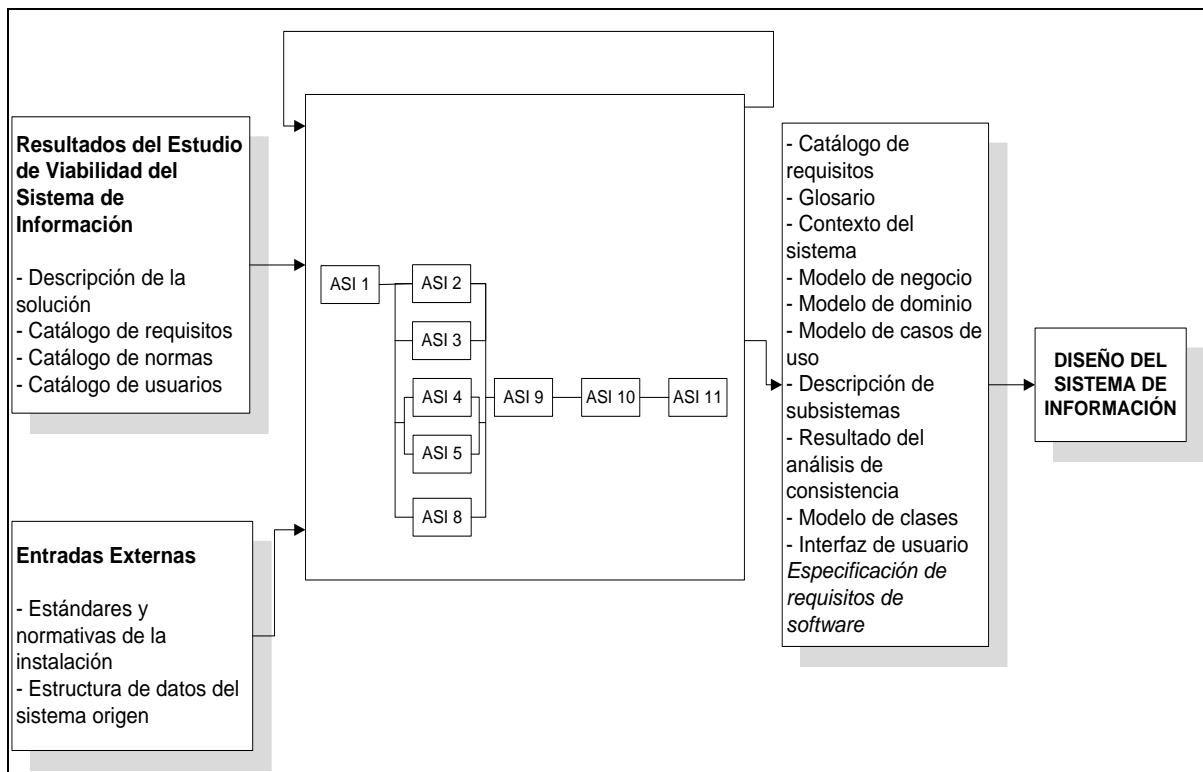 Resultados del Estudio
de Viabilidad del
Sistema de
Información
- Descripción de la
solución
- Catálogo de requisitos
- Catálogo de normas
- Catálogo de usuarios
Entradas Externas
- Estándares y
normativas de la
instalación
- Estructura de datos del
sistema origen
ASI 1
ASI 2
ASI 3
ASI 4
ASI 5
ASI 8
ASI 9
ASI 10
ASI 11
- Catálogo de
requisitos
- Glosario
- Contexto del
sistema
- Modelo de negocio
- Modelo de dominio
- Modelo de casos de
uso
- Descripción de
subsistemas
- Resultado del
análisis de
consistencia
- Modelo de clases
- Interfaz de usuario
Especificación de
requisitos de
software
DISEÑO DEL
SISTEMA DE
INFORMACIÓN